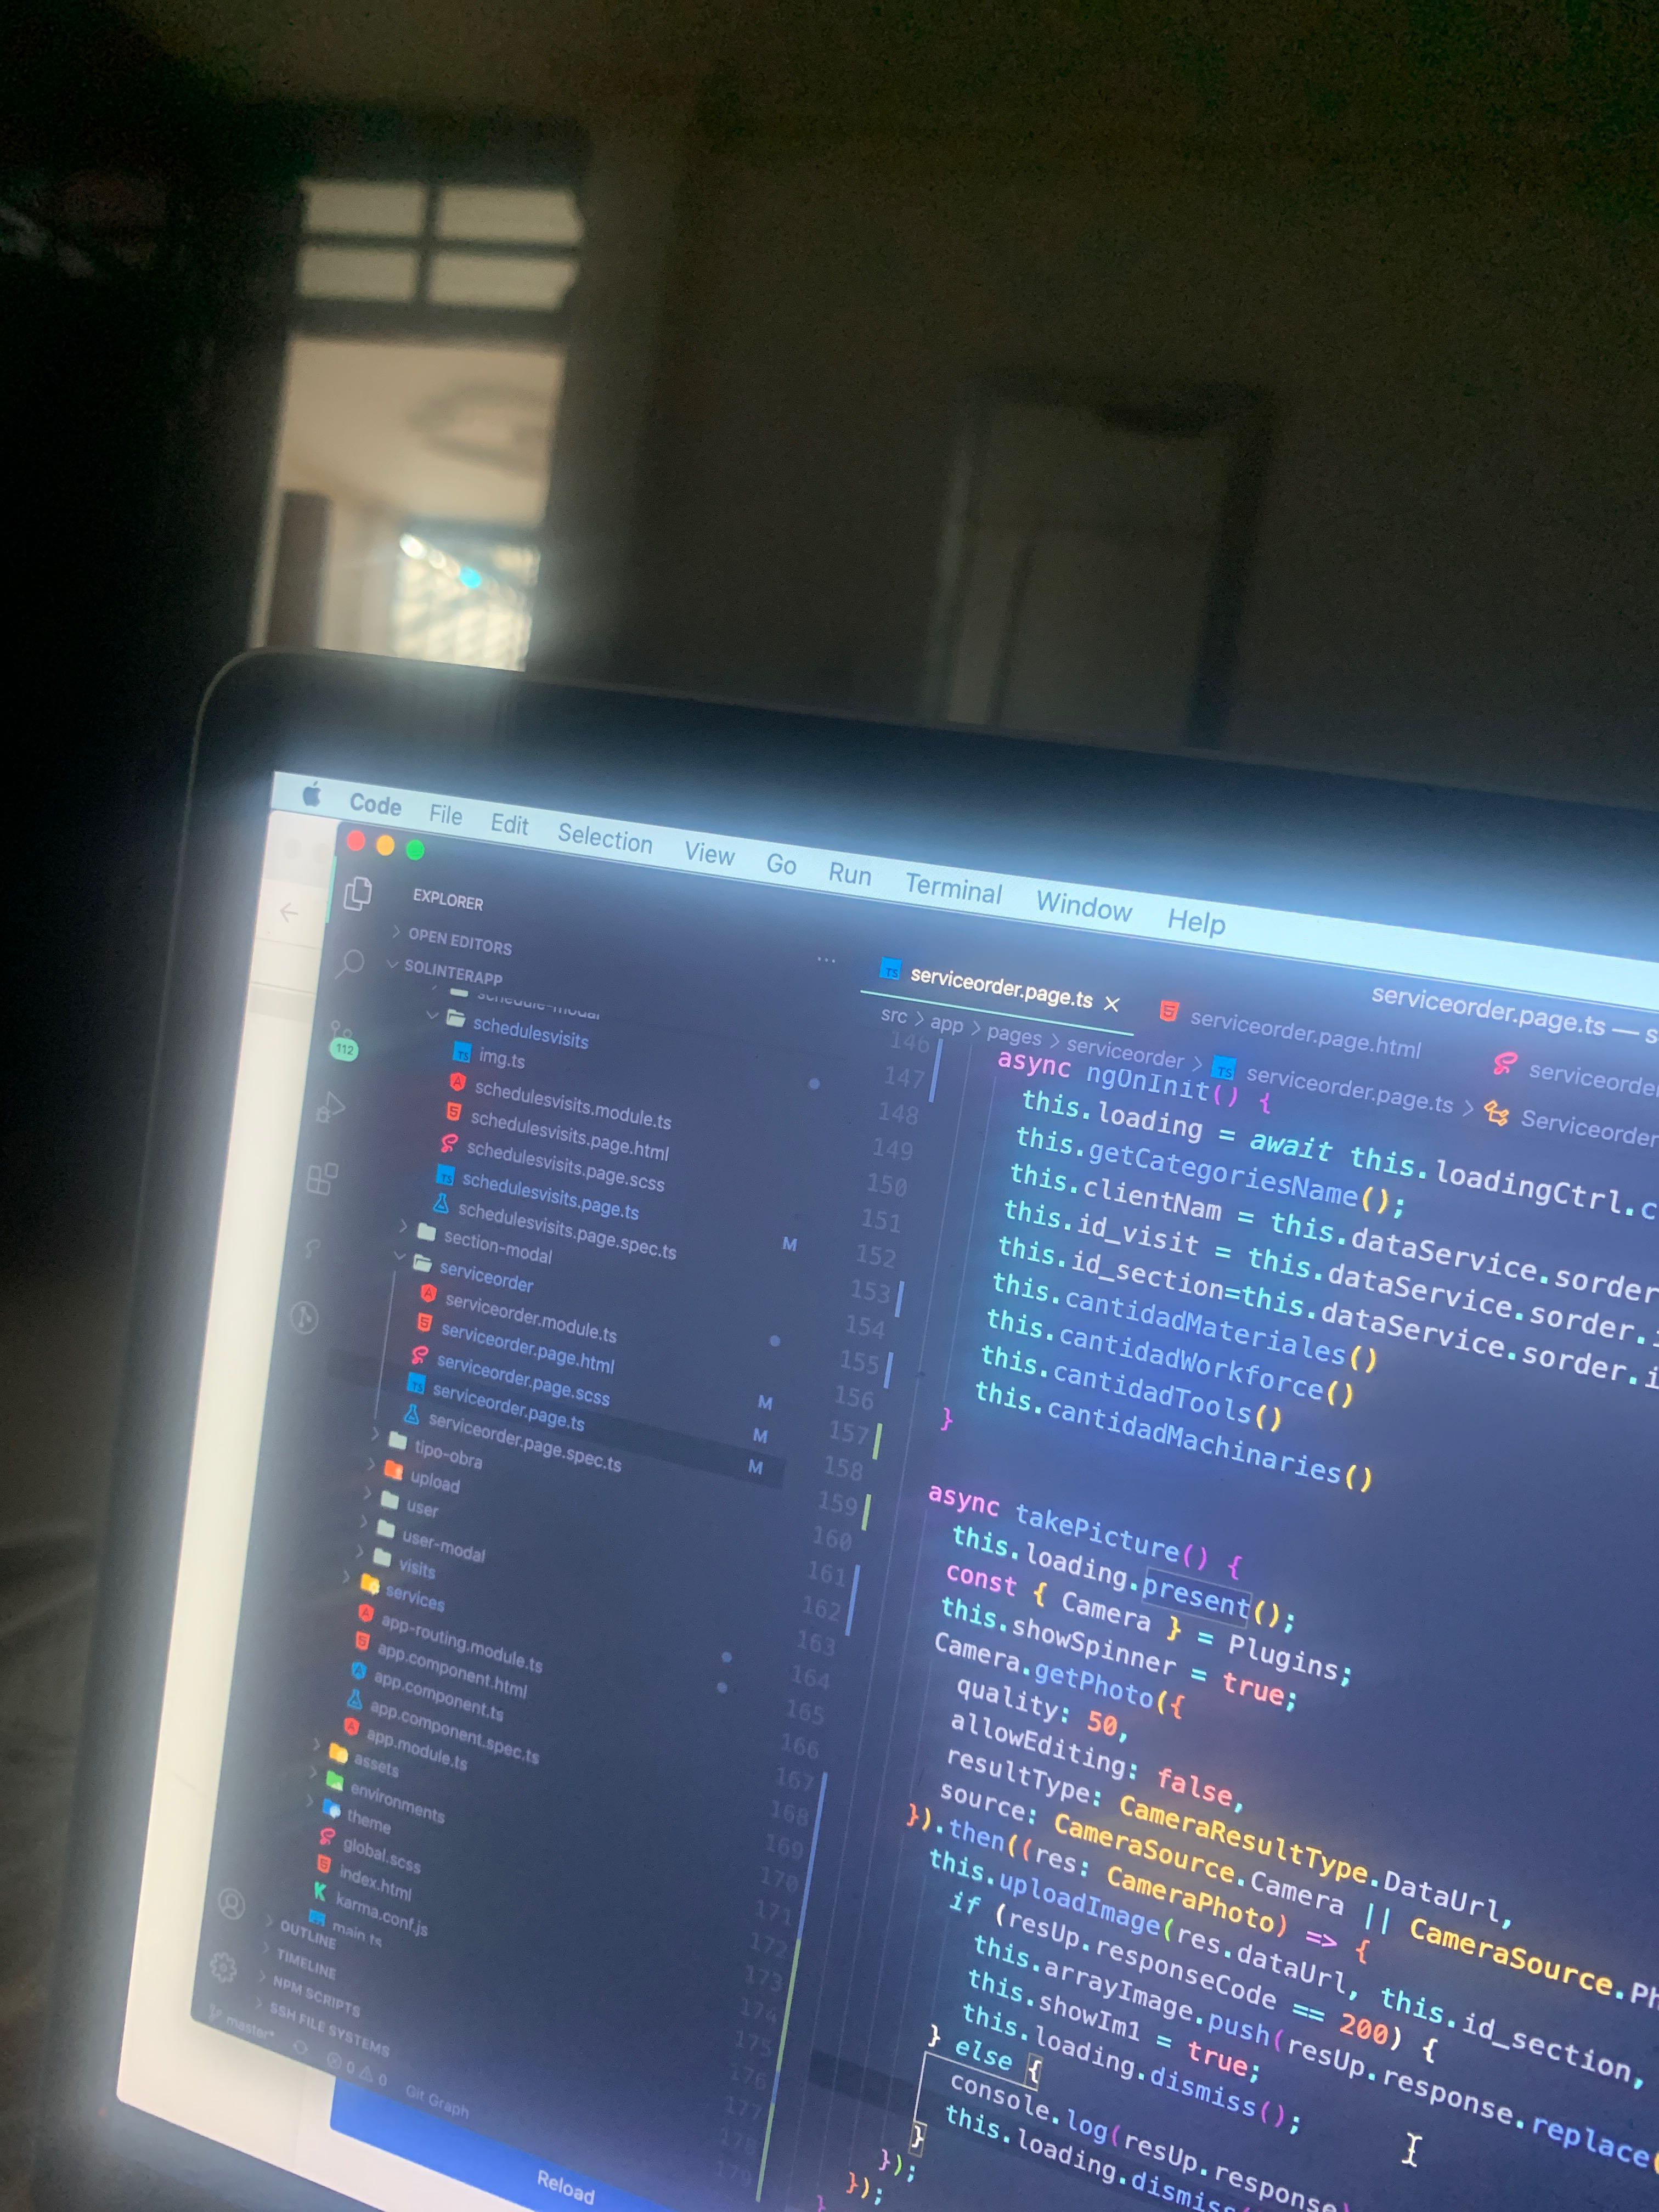 Code File Edit Selection View Go Run Terminal Window Help
serviceorder.page.ts — s
EXPLORER
OPEN EDITORS
SOLINTERAPP
schedule-modal
schedulesvisits
img.ts
schedulesvisits.module.ts
schedulesvisits.page.html
schedulesvisits.page.scss
schedulesvisits.page.ts
schedulesvisits.page.spec.ts
M
section-modal
serviceorder
serviceorder.module.ts
serviceorder.page.html
serviceorder.page.scss
M
serviceorder.page.ts
M
serviceorder.page.spec.ts
M
tipo-obra
upload
user
user-modal
visits
services
app-routing.module.ts
app.component.html
app.component.ts
app.component.spec.ts
app.module.ts
assets
environments
theme
global.scss
index.html
karma.conf.js
main.ts
OUTLINE
TIMELINE
NPM SCRIPTS
SSH FILE SYSTEMS
master* 0 0 Git Graph
112
Reload
TS serviceorder.page.ts × serviceorder.page.html serviceorder
src > app > pages > serviceorder > TS serviceorder.page.ts > Serviceorder
146
147
148
149
150
151
152
153
154
155
156
157
158
159
160
161
162
163
164
165
166
167
168
169
170
171
172
173
174
175
176
177
178
179
async ngOnInit() {
this.loading = await this.loadingCtrl.c
this.getCategoriesName();
this.clientNam = this.dataService.sorder
this.id_visit = this.dataService.sorder.
this.id_section=this.dataService.sorder.i
this.cantidadMateriales()
this.cantidadWorkforce()
this.cantidadTools()
this.cantidadMachinaries()
}
async takePicture() {
this.loading.present();
const { Camera } = Plugins;
this.showSpinner = true;
Camera.getPhoto({
quality: 50,
allowEditing: false,
resultType: CameraResultType.DataUrl,
source: CameraSource.Camera || CameraSource.Ph
}).then((res: CameraPhoto) => {
this.uploadImage(res.dataUrl, this.id_section,
if (resUp.responseCode == 200) {
this.arrayImage.push(resUp.response.replace(
this.showIm1 = true;
this.loading.dismiss();
} else {
console.log(resUp.response)
this.loading.dismiss(
}
});
});
}